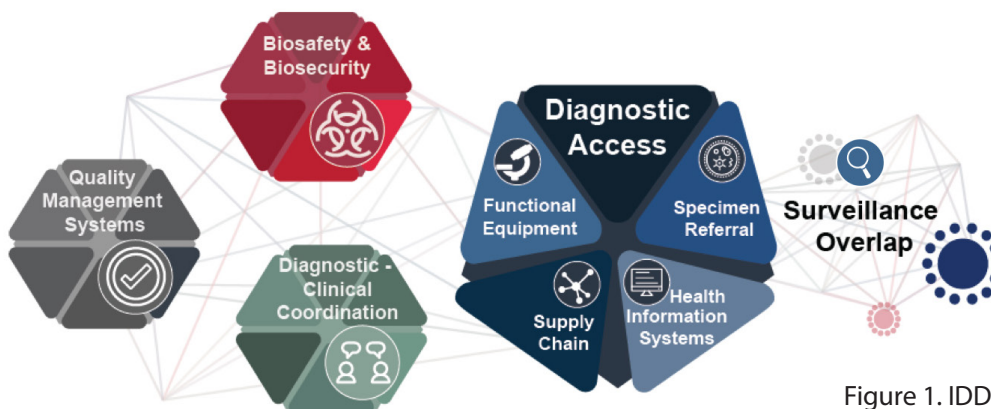 Biosafety &
Biosecurity
Quality
Management
Systems
Diagnostic -
Clinical
Coordination
Diagnostic
Access
Functional
Equipment
Specimen
Referral
Supply
Chain
Health
Information
Systems
Surveillance
Overlap
Figure 1. IDD